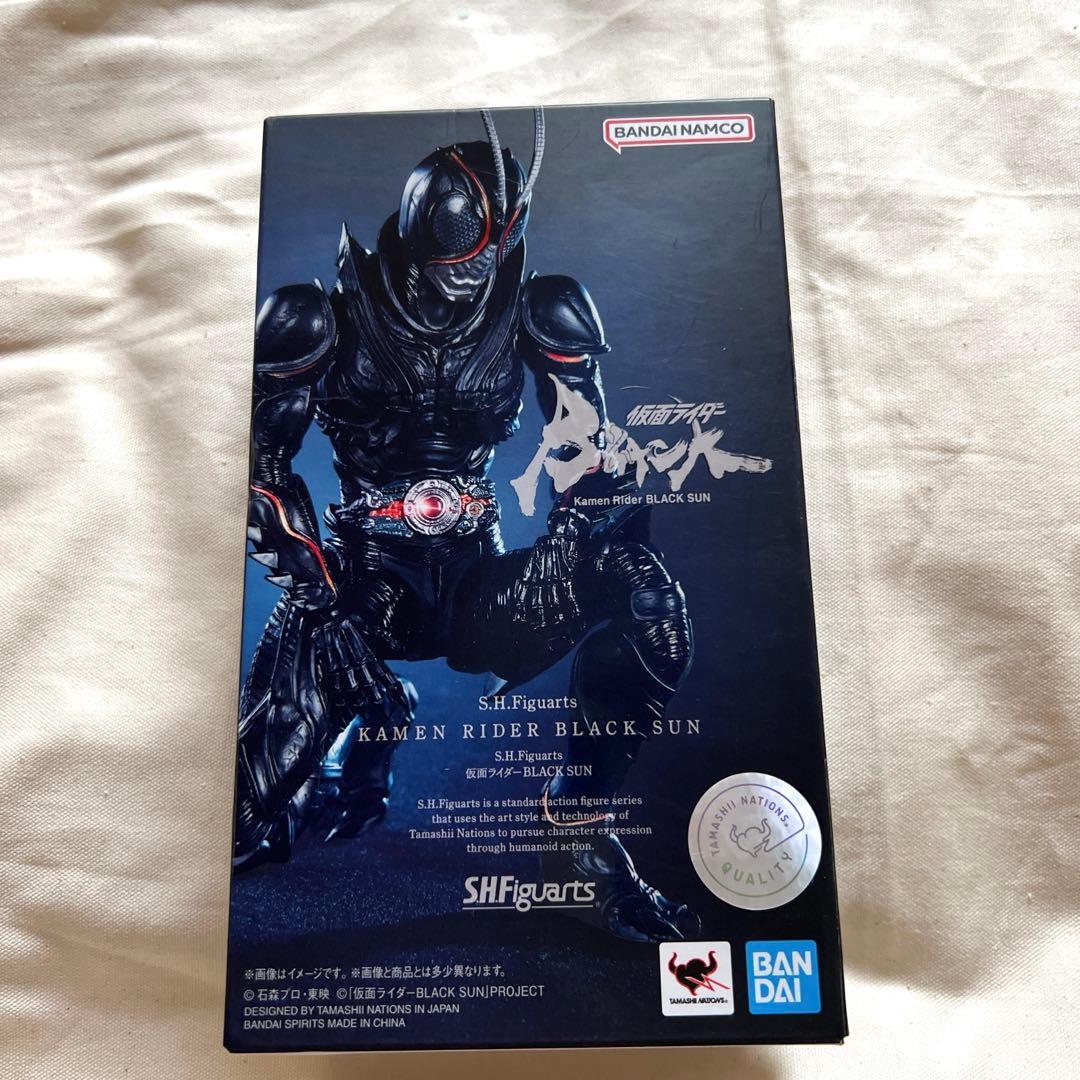 BANDAI NAMCO
仮面ライダー
BLACK
Kamen Rider BLACK SUN
S.H.Figuarts
KAMEN RIDER BLACK SUN
S.H.Figuarts
仮面ライダーBLACK SUN
S.H.Figuarts is a standard action figure series
that uses the art style and technology of
Tamashii Nations to pursue character expression
through humanoid action.
TAMASHII NATIONS®
QUALITY
S.H.Figuarts®
※画像はイメージです。※画像と商品とは多少異なります。
© 石森プロ・東映 ©「仮面ライダーBLACK SUN」PROJECT
DESIGNED BY TAMASHII NATIONS IN JAPAN
BANDAI SPIRITS MADE IN CHINA
TAMASHII NATIONS®
BAN
DAI